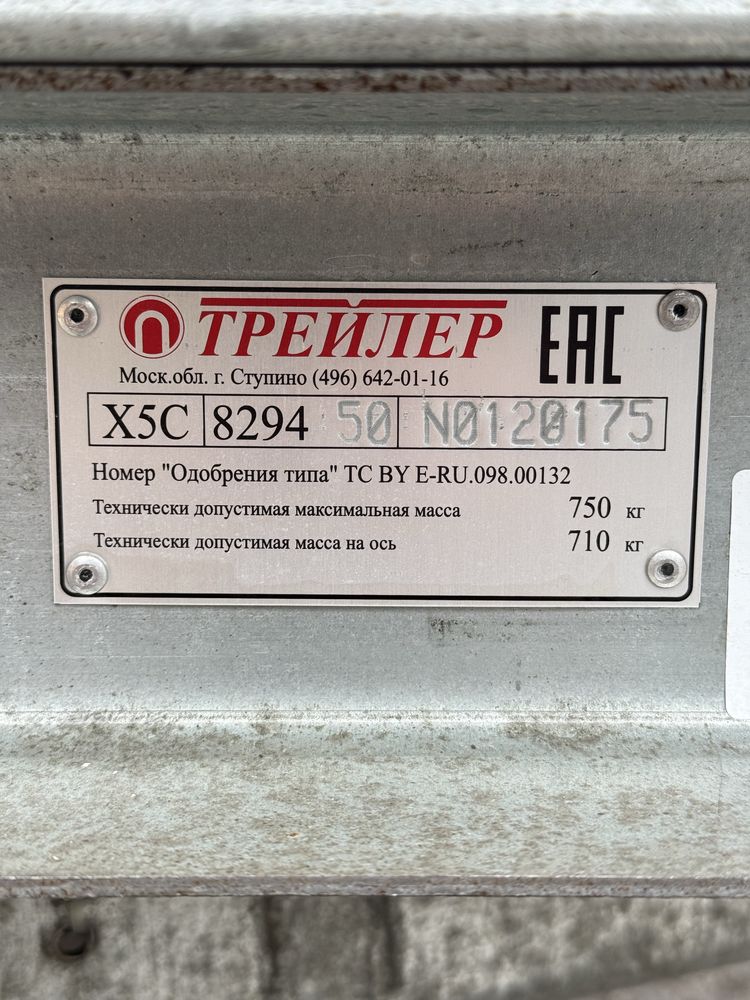 ТРЕЙЛЕР
EAC
Моск.обл. г. Ступино (496) 642-01-16
X5C 8294 50 N0120175
Номер "Одобрения типа" ТС BY E-RU.098.00132
Технически допустимая максимальная масса 750 кг
Технически допустимая масса на ось 710 кг